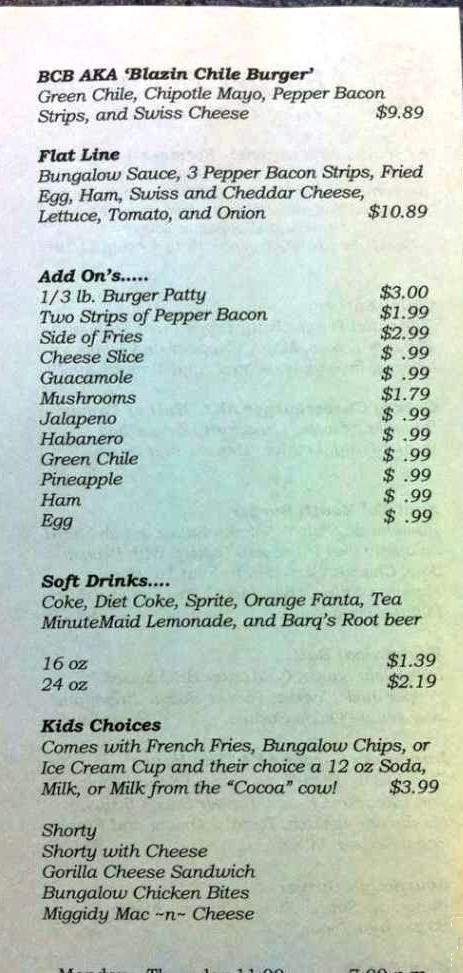 BCB AKA ‘Blazin Chile Burger’
Green Chile, Chipotle Mayo, Pepper Bacon
Strips, and Swiss Cheese $9.89
Flat Line
Bungalow Sauce, 3 Pepper Bacon Strips, Fried
Egg, Ham, Swiss and Cheddar Cheese,
Lettuce, Tomato, and Onion $10.89
Add On's.....
1/3 lb. Burger Patty $3.00
Two Strips of Pepper Bacon $1.99
Side of Fries $2.99
Cheese Slice $ .99
Guacamole $ .99
Mushrooms $1.79
Jalapeno $ .99
Habanero $ .99
Green Chile $ .99
Pineapple $ .99
Ham $ .99
Egg $ .99
Soft Drinks....
Coke, Diet Coke, Sprite, Orange Fanta, Tea
MinuteMaid Lemonade, and Barq's Root beer
16 oz $1.39
24 oz $2.19
Kids Choices
Comes with French Fries, Bungalow Chips, or
Ice Cream Cup and their choice a 12 oz Soda,
Milk, or Milk from the “Cocoa” cow! $3.99
Shorty
Shorty with Cheese
Gorilla Cheese Sandwich
Bungalow Chicken Bites
Miggidy Mac ~n~ Cheese